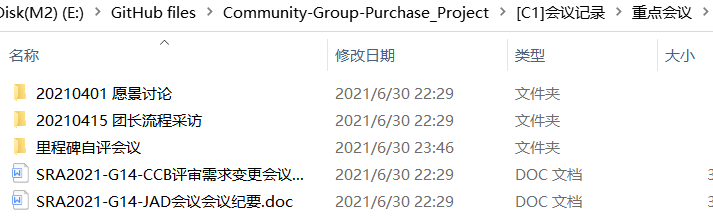 Disk(M2) (E:) > GitHub files > Community-Group-Purchase_Project > [C1]会议记录 > 重点会议 >
名称 修改日期 类型 大小
20210401 愿景讨论 2021/6/30 22:29 文件夹
20210415 团长流程采访 2021/6/30 22:29 文件夹
里程碑自评会议 2021/6/30 23:46 文件夹
SRA2021-G14-CCB评审需求变更会议... 2021/6/30 22:29 DOC 文档 3
SRA2021-G14-JAD会议会议纪要.doc 2021/6/30 22:29 DOC 文档 3